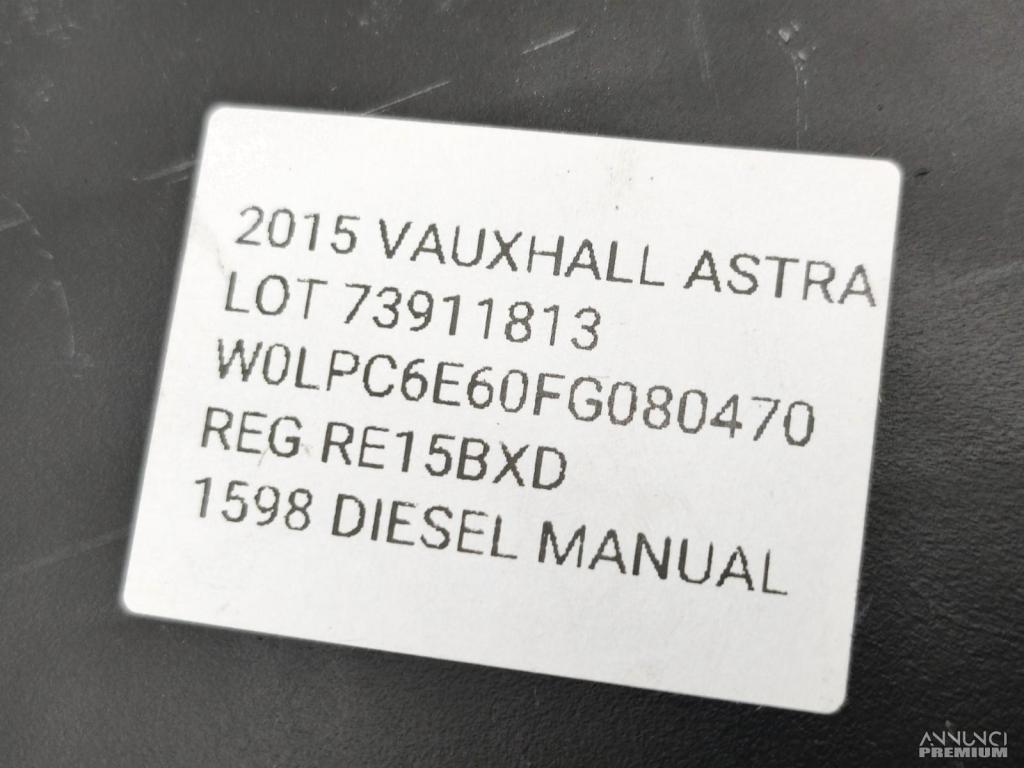 2015 VAUXHALL ASTRA
LOT 73911813
W0LPC6E60FG080470
REG RE15BXD
1598 DIESEL MANUAL
ANNUNCI
PREMIUM